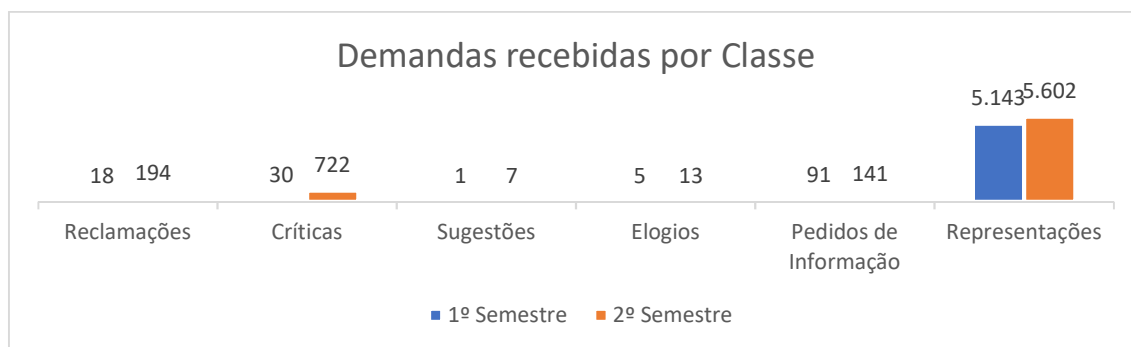 Demandas recebidas por Classe
5.143 5.602
18 194 30 722 1 7 5 13 91 141
Reclamações Críticas Sugestões Elogios Pedidos de Informação Representações
1º Semestre 2º Semestre